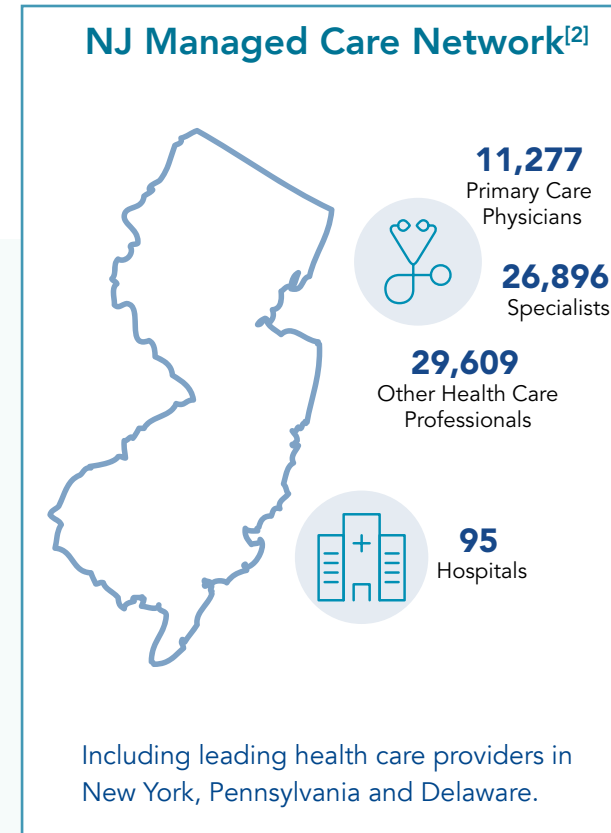 NJ Managed Care Network[2]
11,277
Primary Care
Physicians
26,896
Specialists
29,609
Other Health Care
Professionals
95
Hospitals
Including leading health care providers in
New York, Pennsylvania and Delaware.